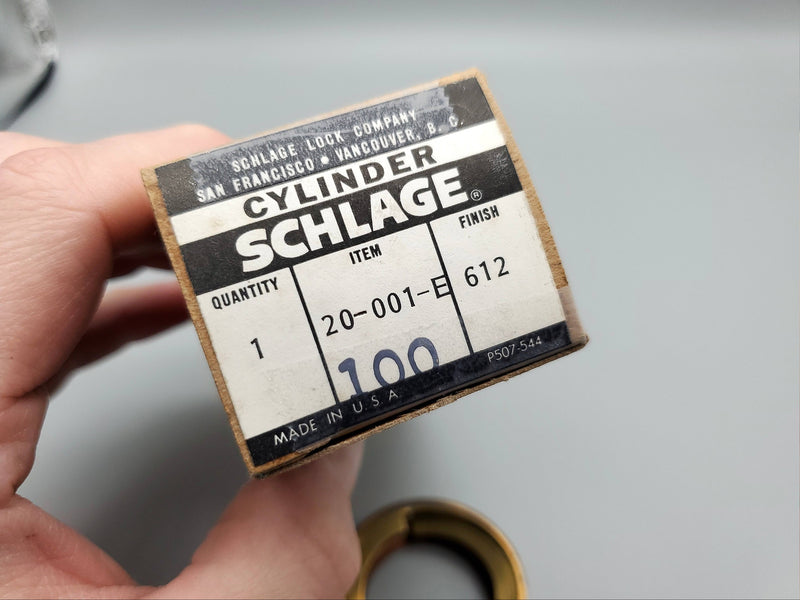 SCHLAGE LOCK COMPANY
SAN FRANCISCO • VANCOUVER, B. C.
CYLINDER
SCHLAGE®
QUANTITY
ITEM
FINISH
1
20-001-E
612
100
MADE IN U.S.A.
P507-544